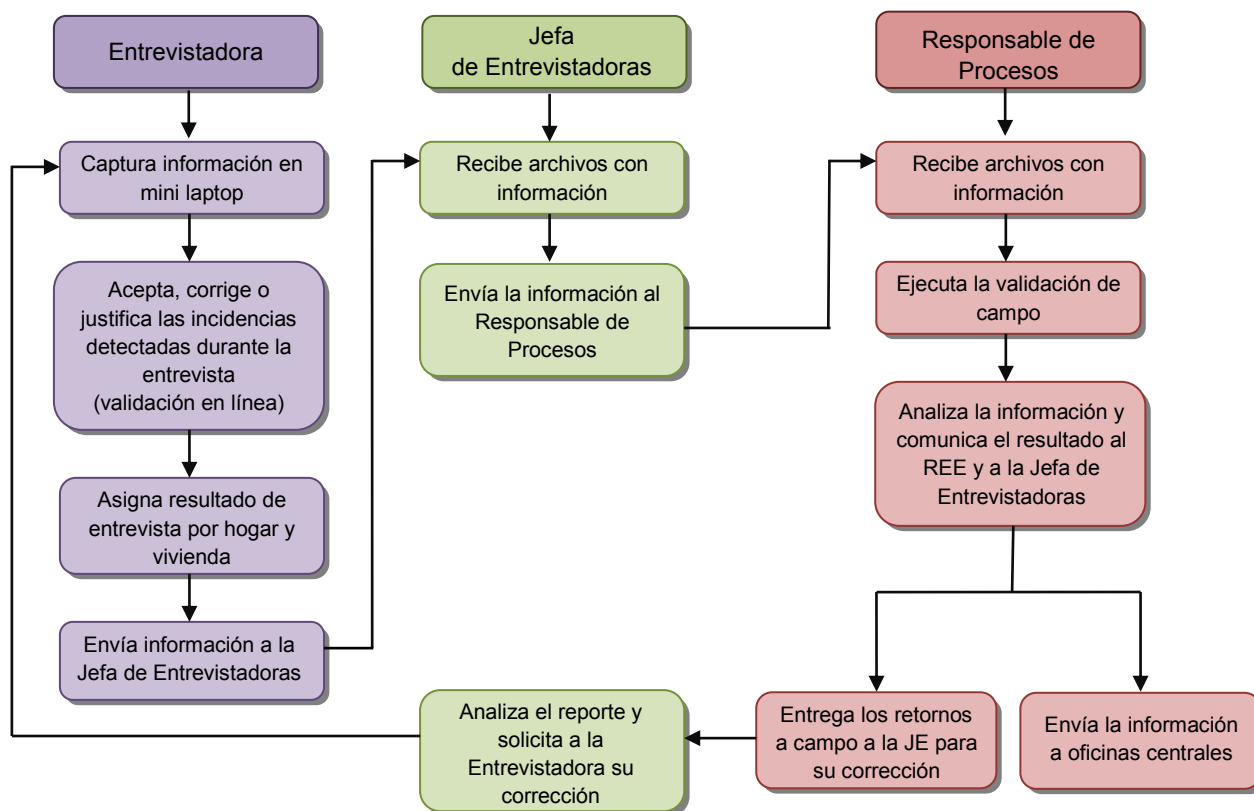 Entrevistadora
Captura información en
mini laptop
Acepta, corrige o
justifica las incidencias
detectadas durante la
entrevista
(validación en línea)
Asigna resultado de
entrevista por hogar y
vivienda
Envía información a la
Jefa de Entrevistadoras
Jefa
de Entrevistadoras
Recibe archivos con
información
Envía la información al
Responsable de
Procesos
Responsable de
Procesos
Recibe archivos con
información
Ejecuta la validación de
campo
Analiza la información y
comunica el resultado al
REE y a la Jefa de
Entrevistadoras
Entrega los retornos
a campo a la JE para
su corrección
Envía la información
a oficinas centrales
Analiza el reporte y
solicita a la
Entrevistadora su
corrección